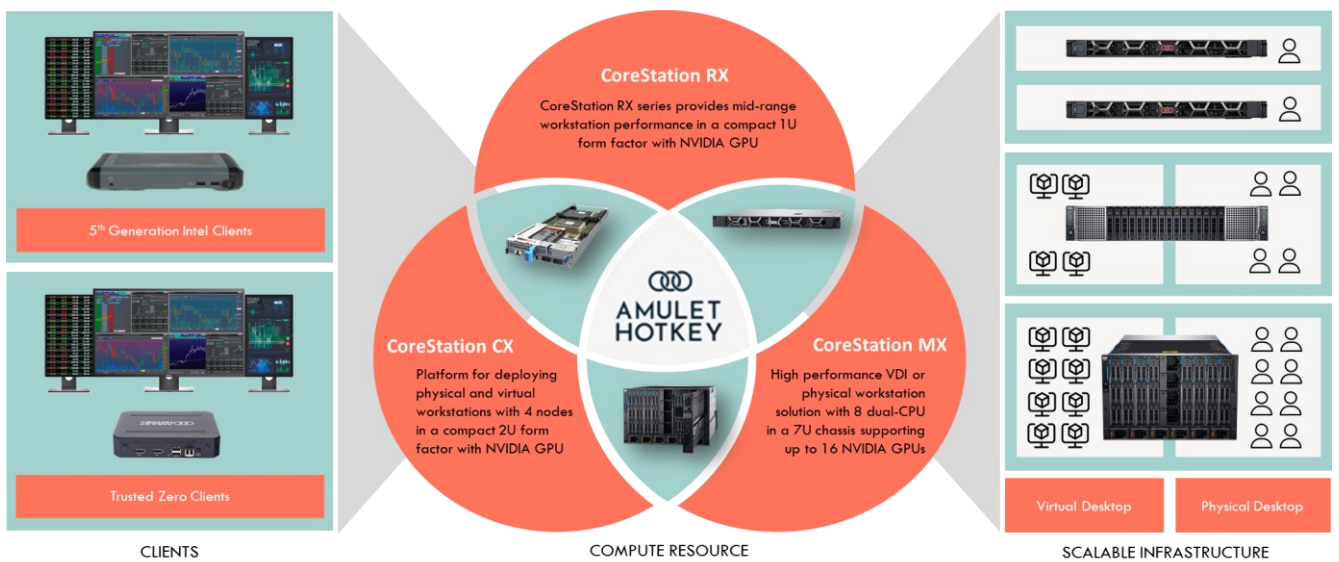 5th Generation Intel Clients
Trusted Zero Clients
CLIENTS
CoreStation RX
CoreStation RX series provides mid-range
workstation performance in a compact 1U
form factor with NVIDIA GPU
AMULET
HOTKEY
CoreStation CX
Platform for deploying
physical and virtual
workstations with 4 nodes
in a compact 2U form
factor with NVIDIA GPU
CoreStation MX
High performance VDI or
physical workstation
solution with 8 dual-CPU
in a 7U chassis supporting
up to 16 NVIDIA GPUs
COMPUTE RESOURCE
Virtual Desktop
Physical Desktop
SCALABLE INFRASTRUCTURE